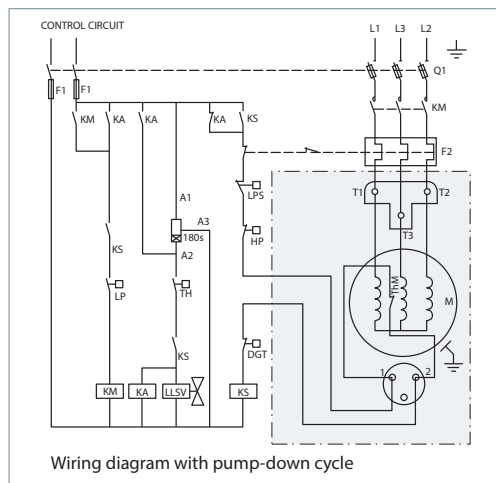 CONTROL CIRCUIT
L1 L3 L2
Q1
F1 F1
KM KA KA KA KS KM
F2
A1
LPS
T1 T2
A3
T3
180s
HP
KS
A2
ThM
M
LP TH
KS
DGT
1 2
KM KA LLSV KS
Wiring diagram with pump-down cycle